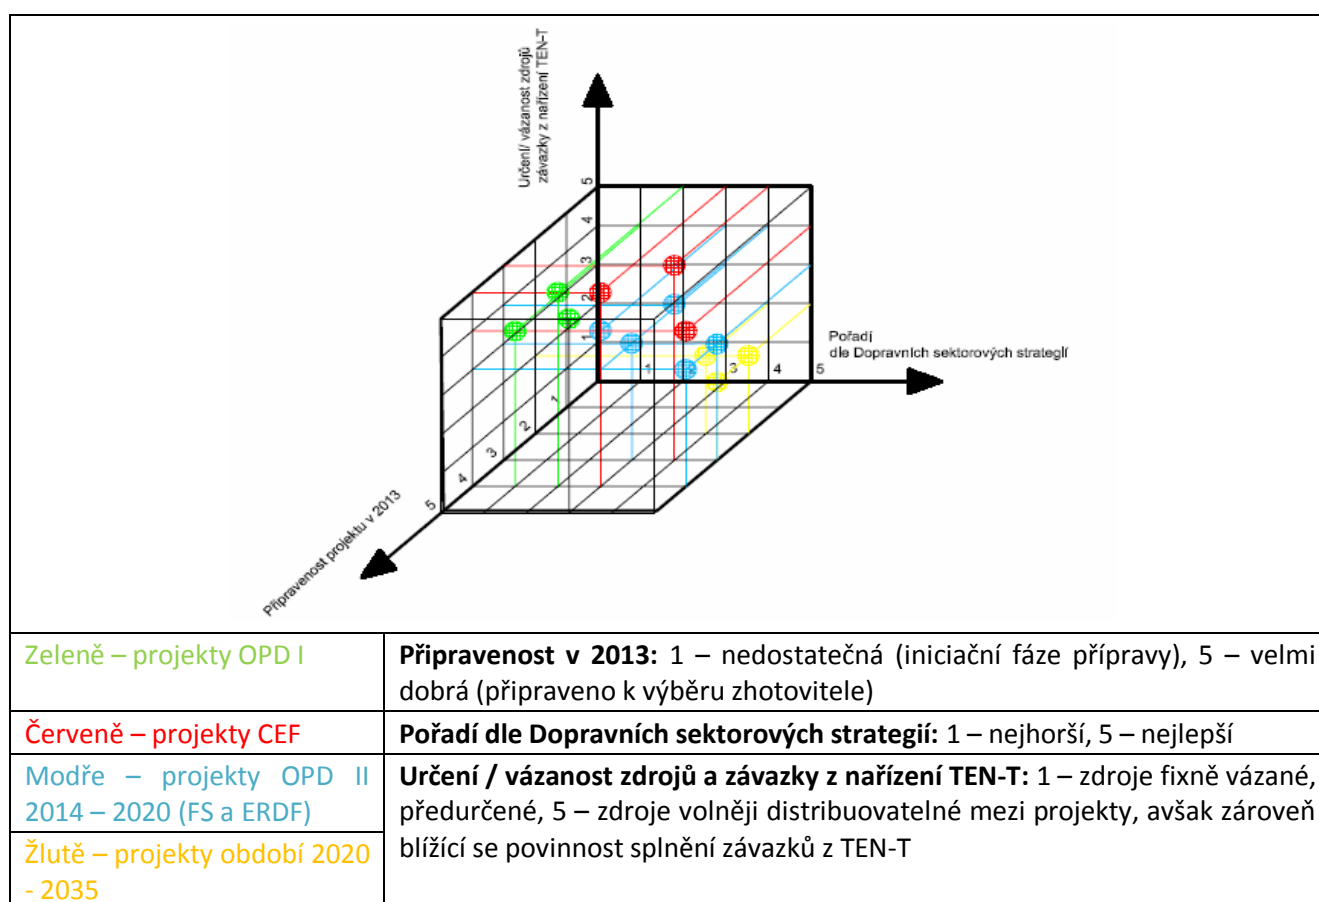 Určení/ vázanost zdrojů
závazky z nařízení TEN-T
5
4
3
2
1
1
2
3
4
5
Pořadí
dle Dopravních sektorových strategií
1
2
3
4
5
Připravenost projektu v 2013
Zeleně – projekty OPD I
Připravenost v 2013: 1 – nedostatečná (iniciační fáze přípravy), 5 – velmi
dobrá (připraveno k výběru zhotovitele)
Červeně – projekty CEF
Pořadí dle Dopravních sektorových strategií: 1 – nejhorší, 5 – nejlepší
Modře – projekty OPD II
2014 – 2020 (FS a ERDF)
Určení / vázanost zdrojů a závazky z nařízení TEN-T: 1 – zdroje fixně vázané,
předurčené, 5 – zdroje volněji distribuovatelné mezi projekty, avšak zároveň
blížící se povinnost splnění závazků z TEN-T
Žlutě – projekty období 2020
- 2035